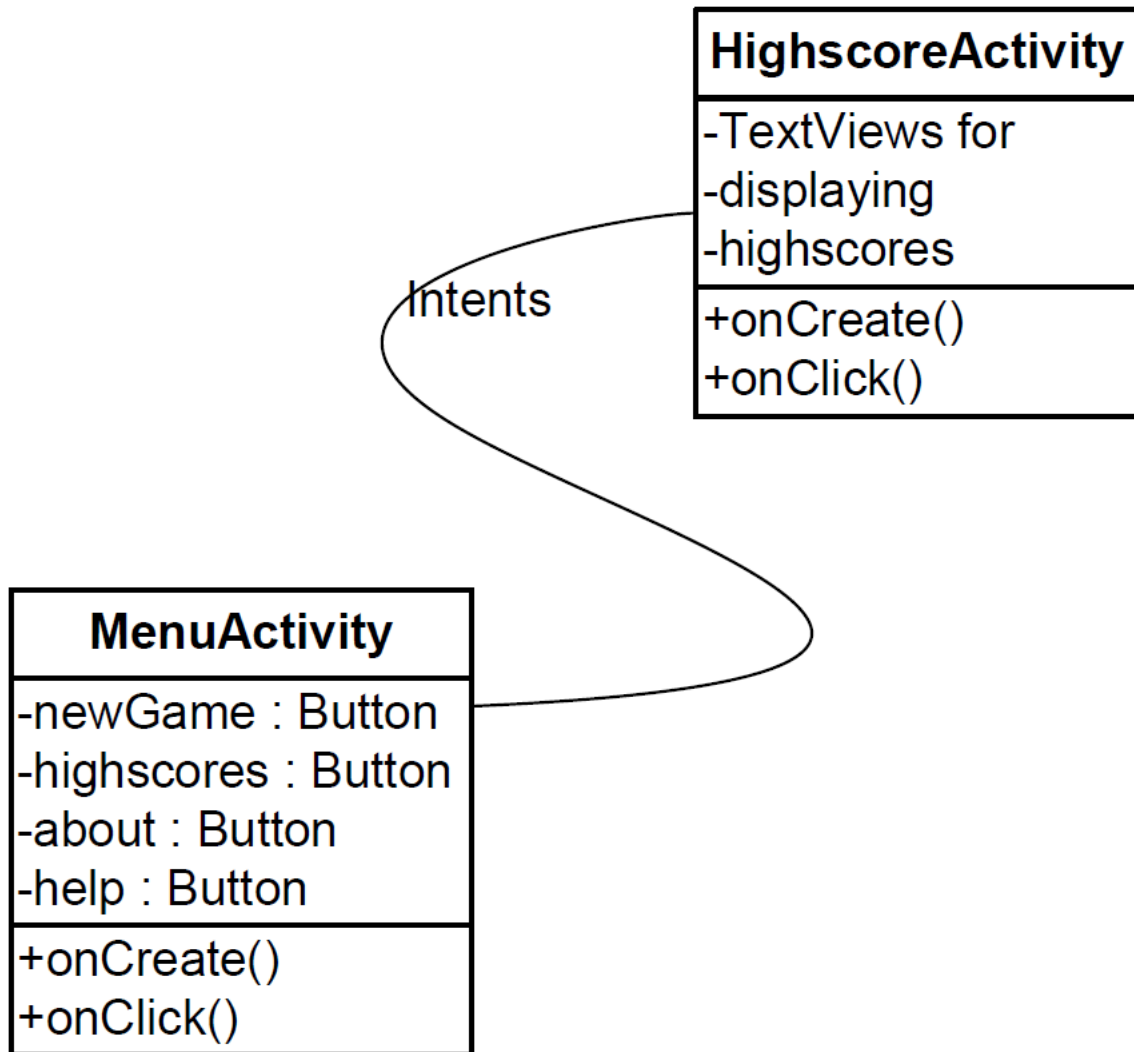 HighscoreActivity
-TextViews for
-displaying
-highscores
+onCreate()
+onClick()
Intents
MenuActivity
-newGame : Button
-highscores : Button
-about : Button
-help : Button
+onCreate()
+onClick()